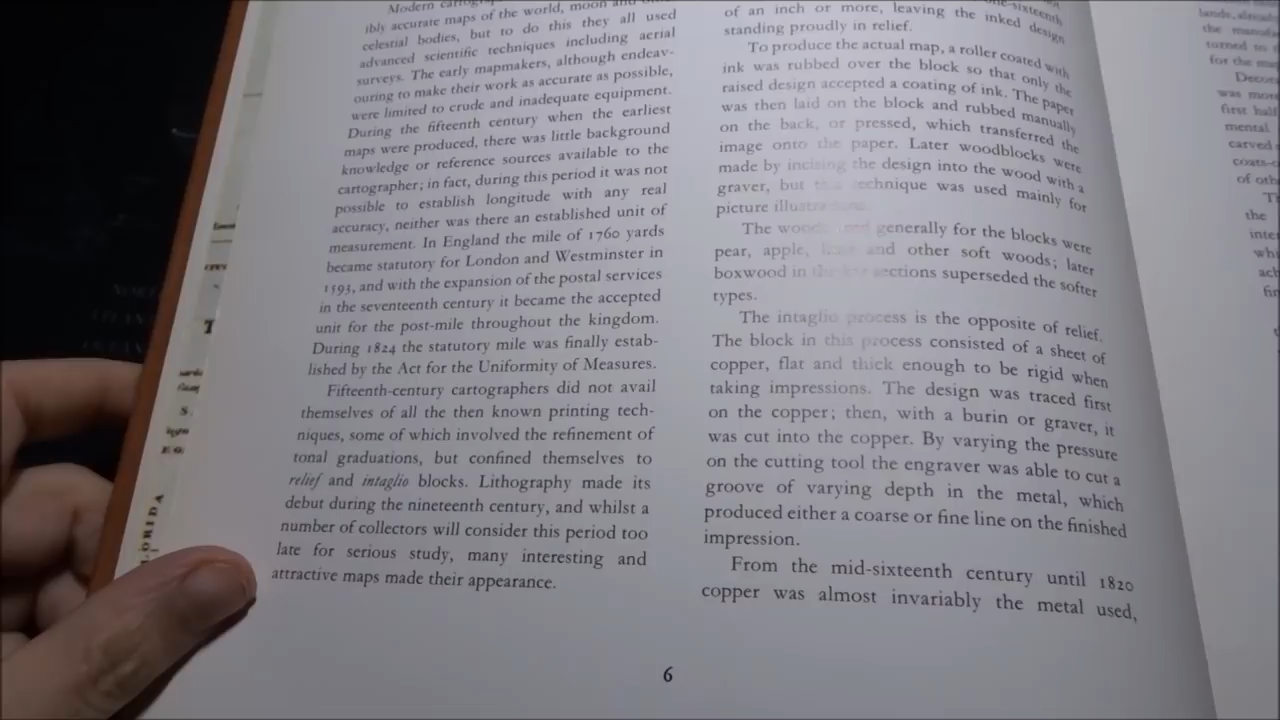 Modern
ibly accurate maps of the world, moon and
celestial bodies, but to do this they all used
advanced scientific techniques including aerial
surveys. The early mapmakers, although endeav-
ouring to make their work as accurate as possible,
were limited to crude and inadequate equipment.
During the fifteenth century when the earliest
maps were produced, there was little background
knowledge or reference sources available to the
cartographer; in fact, during this period it was not
possible to establish longitude with any real
accuracy, neither was there an established unit of
measurement. In England the mile of 1760 yards
became statutory for London and Westminster in
1593, and with the expansion of the postal services
in the seventeenth century it became the accepted
unit for the post-mile throughout the kingdom.
During 1824 the statutory mile was finally estab-
lished by the Act for the Uniformity of Measures.
Fifteenth-century cartographers did not avail
themselves of all the then known printing tech-
niques, some of which involved the refinement of
tonal graduations, but confined themselves to
relief and intaglio blocks. Lithography made its
debut during the nineteenth century, and whilst a
number of collectors will consider this period too
late for serious study, many interesting and
attractive maps made their appearance.
of an inch or more, leaving the inked design
standing proudly in relief.
To produce the actual map, a roller coated with
ink was rubbed over the block so that only the
raised design accepted a coating of ink. The paper
was then laid on the block and rubbed manually
on the back, or pressed, which transferred the
image onto the paper. Later woodblocks were
made by incising the design into the wood with a
graver, but this technique was used mainly for
picture illustrations.
The woods used generally for the blocks were
pear, apple, and other soft woods; later
boxwood in sections superseded the softer
types.
The intaglio process is the opposite of relief.
The block in this process consisted of a sheet of
copper, flat and thick enough to be rigid when
taking impressions. The design was traced first
on the copper; then, with a burin or graver, it
was cut into the copper. By varying the pressure
on the cutting tool the engraver was able to cut a
groove of varying depth in the metal, which
produced either a coarse or fine line on the finished
impression.
From the mid-sixteenth century until 1820
copper was almost invariably the metal used,
6